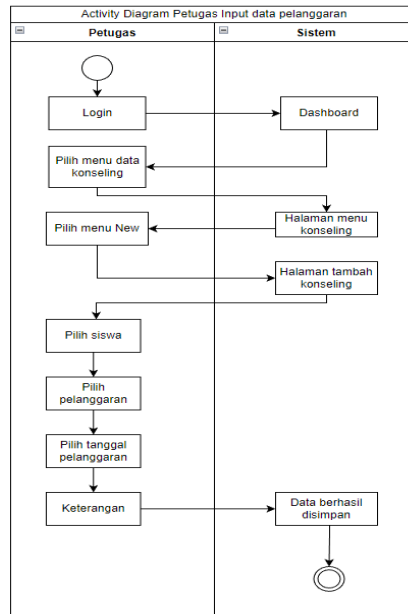 Activity Diagram Petugas Input data pelanggaran
Petugas
Sistem
Login
Dashboard
Pilih menu data
konseling
Halaman menu
konseling
Pilih menu New
Halaman tambah
konseling
Pilih siswa
Pilih
pelanggaran
Pilih tanggal
pelanggaran
Keterangan
Data berhasil
disimpan